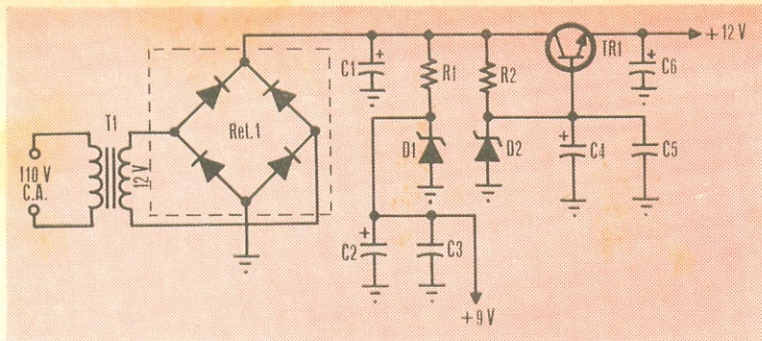 T1
110 V
C.A.
12 V
Ret.1
C1
+
R1
R2
D1
D2
TR1
+12 V
+
C6
+
C4
C5
+
C2
C3
+9 V